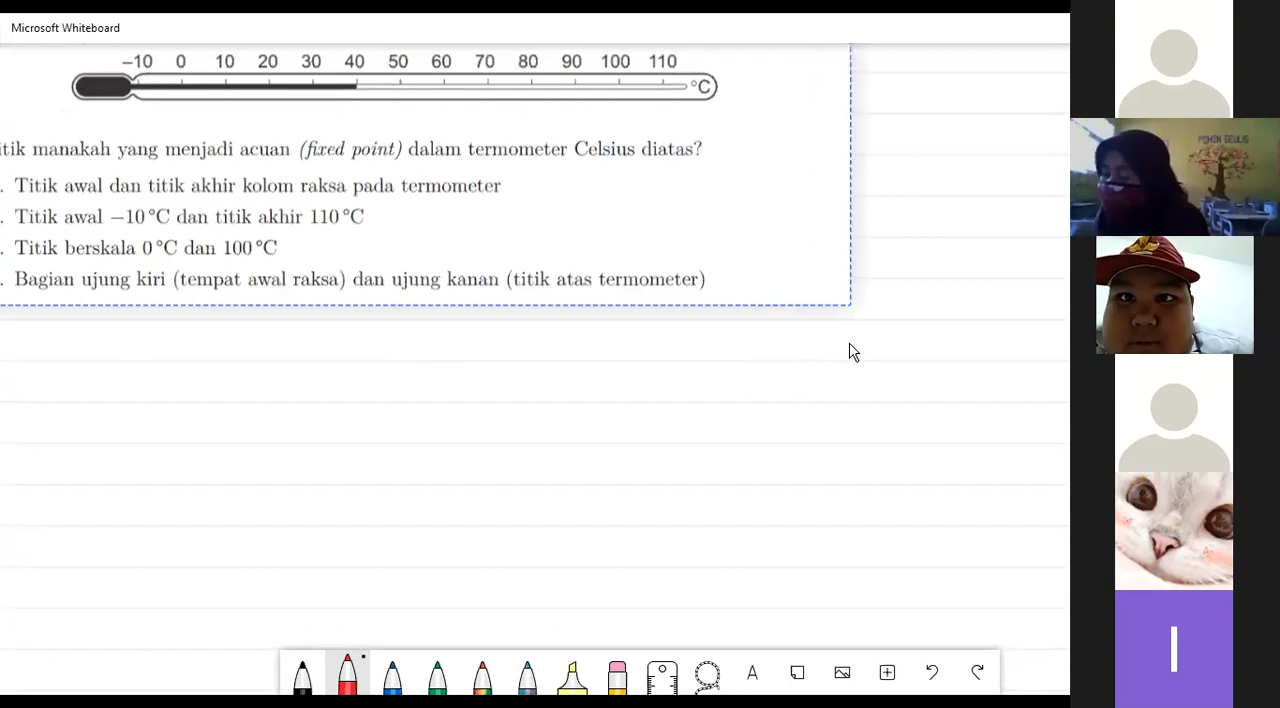 Microsoft Whiteboard
−10 0 10 20 30 40 50 60 70 80 90 100 110
°C
itik manakah yang menjadi acuan (fixed point) dalam termometer Celsius diatas?
. Titik awal dan titik akhir kolom raksa pada termometer
. Titik awal −10 °C dan titik akhir 110 °C
. Titik berskala 0 °C dan 100 °C
. Bagian ujung kiri (tempat awal raksa) dan ujung kanan (titik atas termometer)
POHON GEULIS
I
A